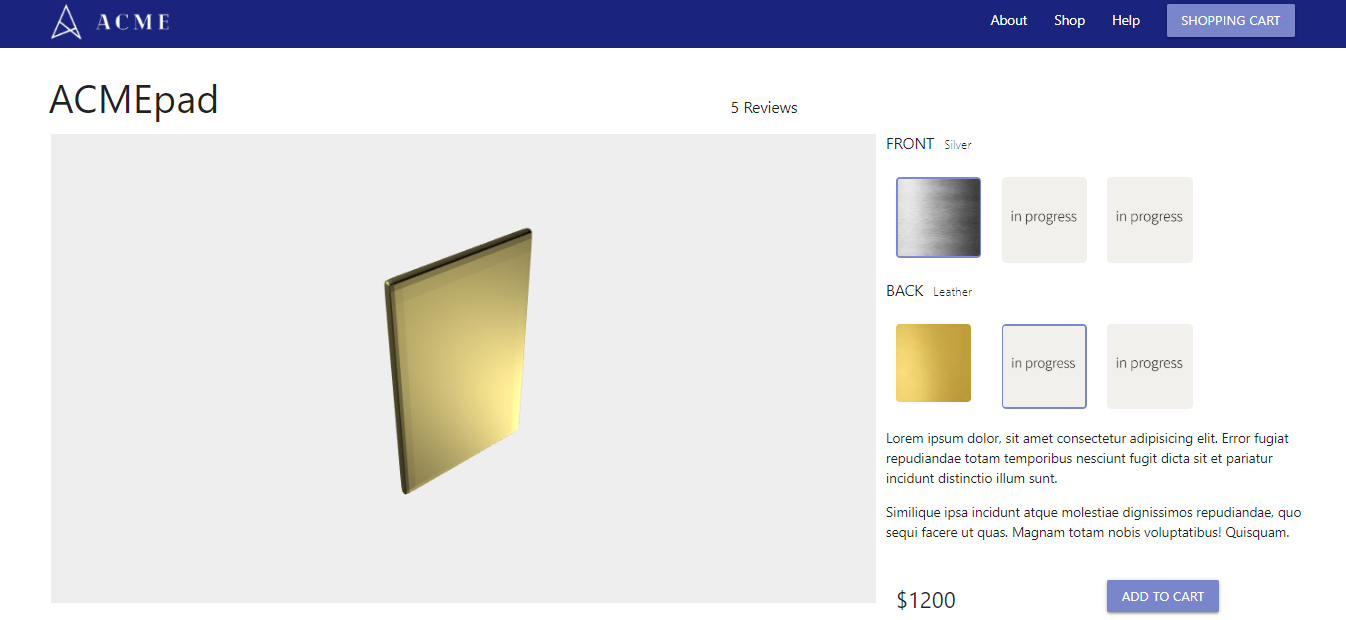 ACME
About Shop Help SHOPPING CART
ACMEpad
5 Reviews
FRONT Silver
in progress in progress
BACK Leather
in progress in progress
Lorem ipsum dolor, sit amet consectetur adipisicing elit. Error fugiat
repudiandae totam temporibus nesciunt fugit dicta sit et pariatur
incidunt distinctio illum sunt.
Similique ipsa incidunt atque molestiae dignissimos repudiandae, quo
sequi facere ut quas. Magnam totam nobis voluptatibus! Quisquam.
$1200 ADD TO CART